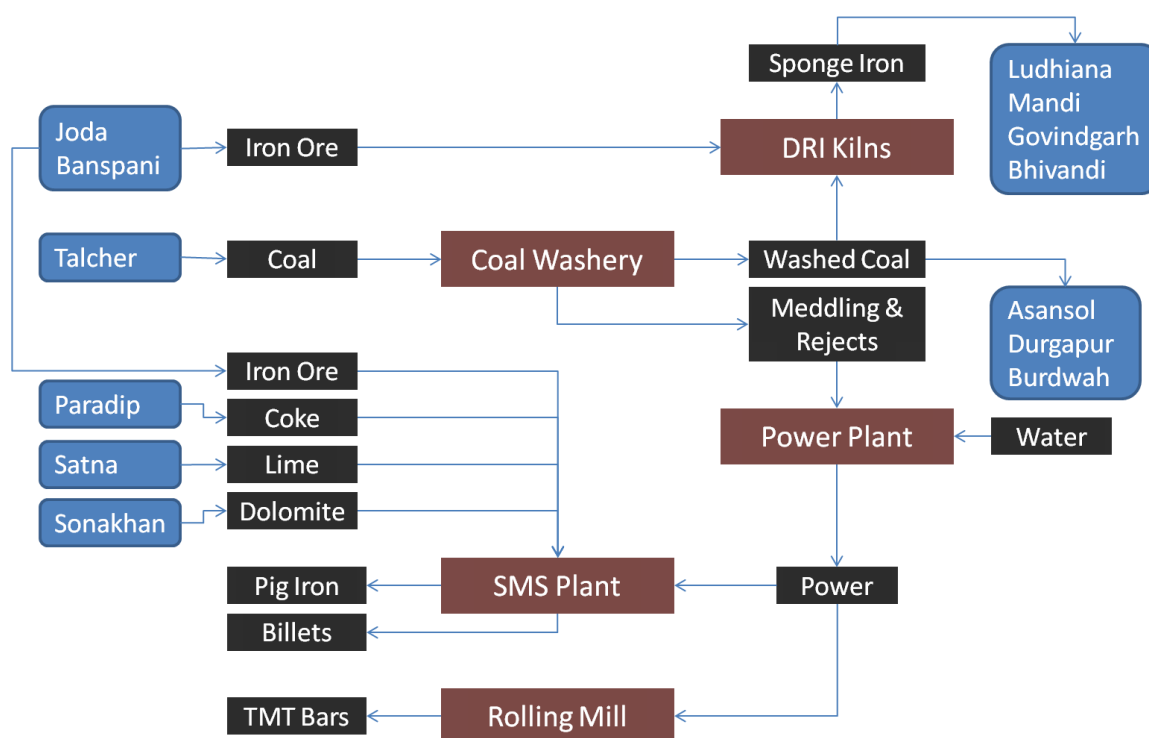 Sponge Iron
Ludhiana
Mandi
Govindgarh
Bhivandi
Joda
Banspani
Iron Ore
DRI Kilns
Talcher
Coal
Coal Washery
Washed Coal
Meddling &
Rejects
Asansol
Durgapur
Burdwah
Iron Ore
Paradip
Coke
Power Plant
Water
Satna
Lime
Sonakhan
Dolomite
Pig Iron
SMS Plant
Power
Billets
TMT Bars
Rolling Mill